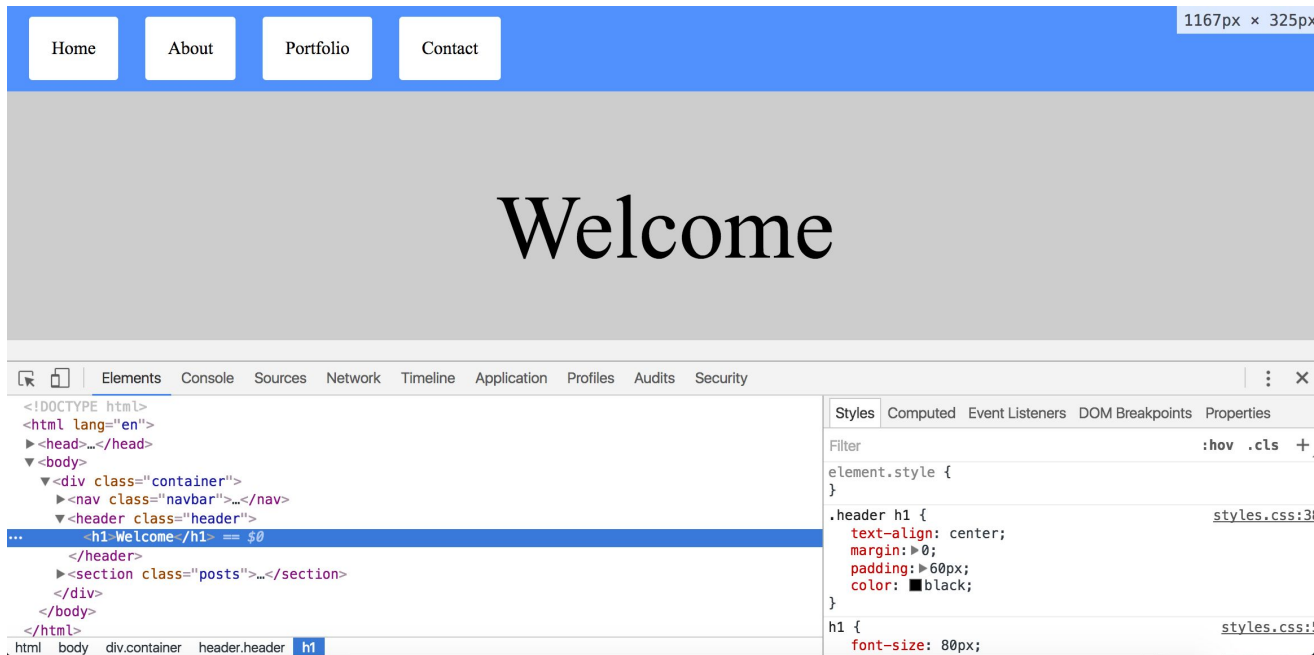 1167px × 325px
Home About Portfolio Contact
Welcome
Elements Console Sources Network Timeline Application Profiles Audits Security
<!DOCTYPE html>
<html lang="en">
▶<head>…</head>
▼<body>
▼<div class="container">
▶<nav class="navbar">…</nav>
▼<header class="header">
<h1>Welcome</h1> == $0
</header>
▶<section class="posts">…</section>
</div>
</body>
</html>
html body div.container header.header h1
Styles Computed Event Listeners DOM Breakpoints Properties
Filter :hov .cls +
element.style {
}
.header h1 { styles.css:38
text-align: center;
margin:▶0;
padding:▶60px;
color: black;
}
h1 { styles.css:5
font-size: 80px;